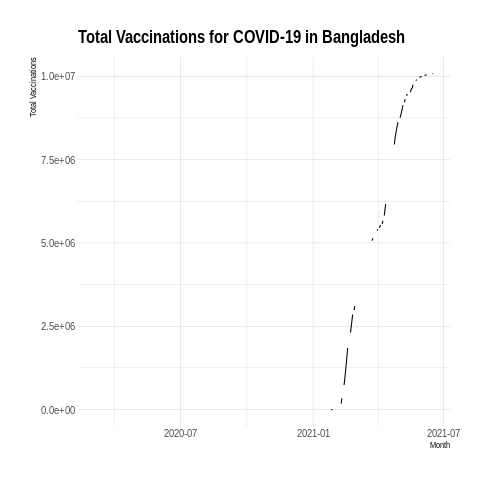 Total Vaccinations for COVID-19 in Bangladesh
Total Vaccinations
1.0e+07
7.5e+06
5.0e+06
2.5e+06
0.0e+00
2020-07
2021-01
2021-07
Month